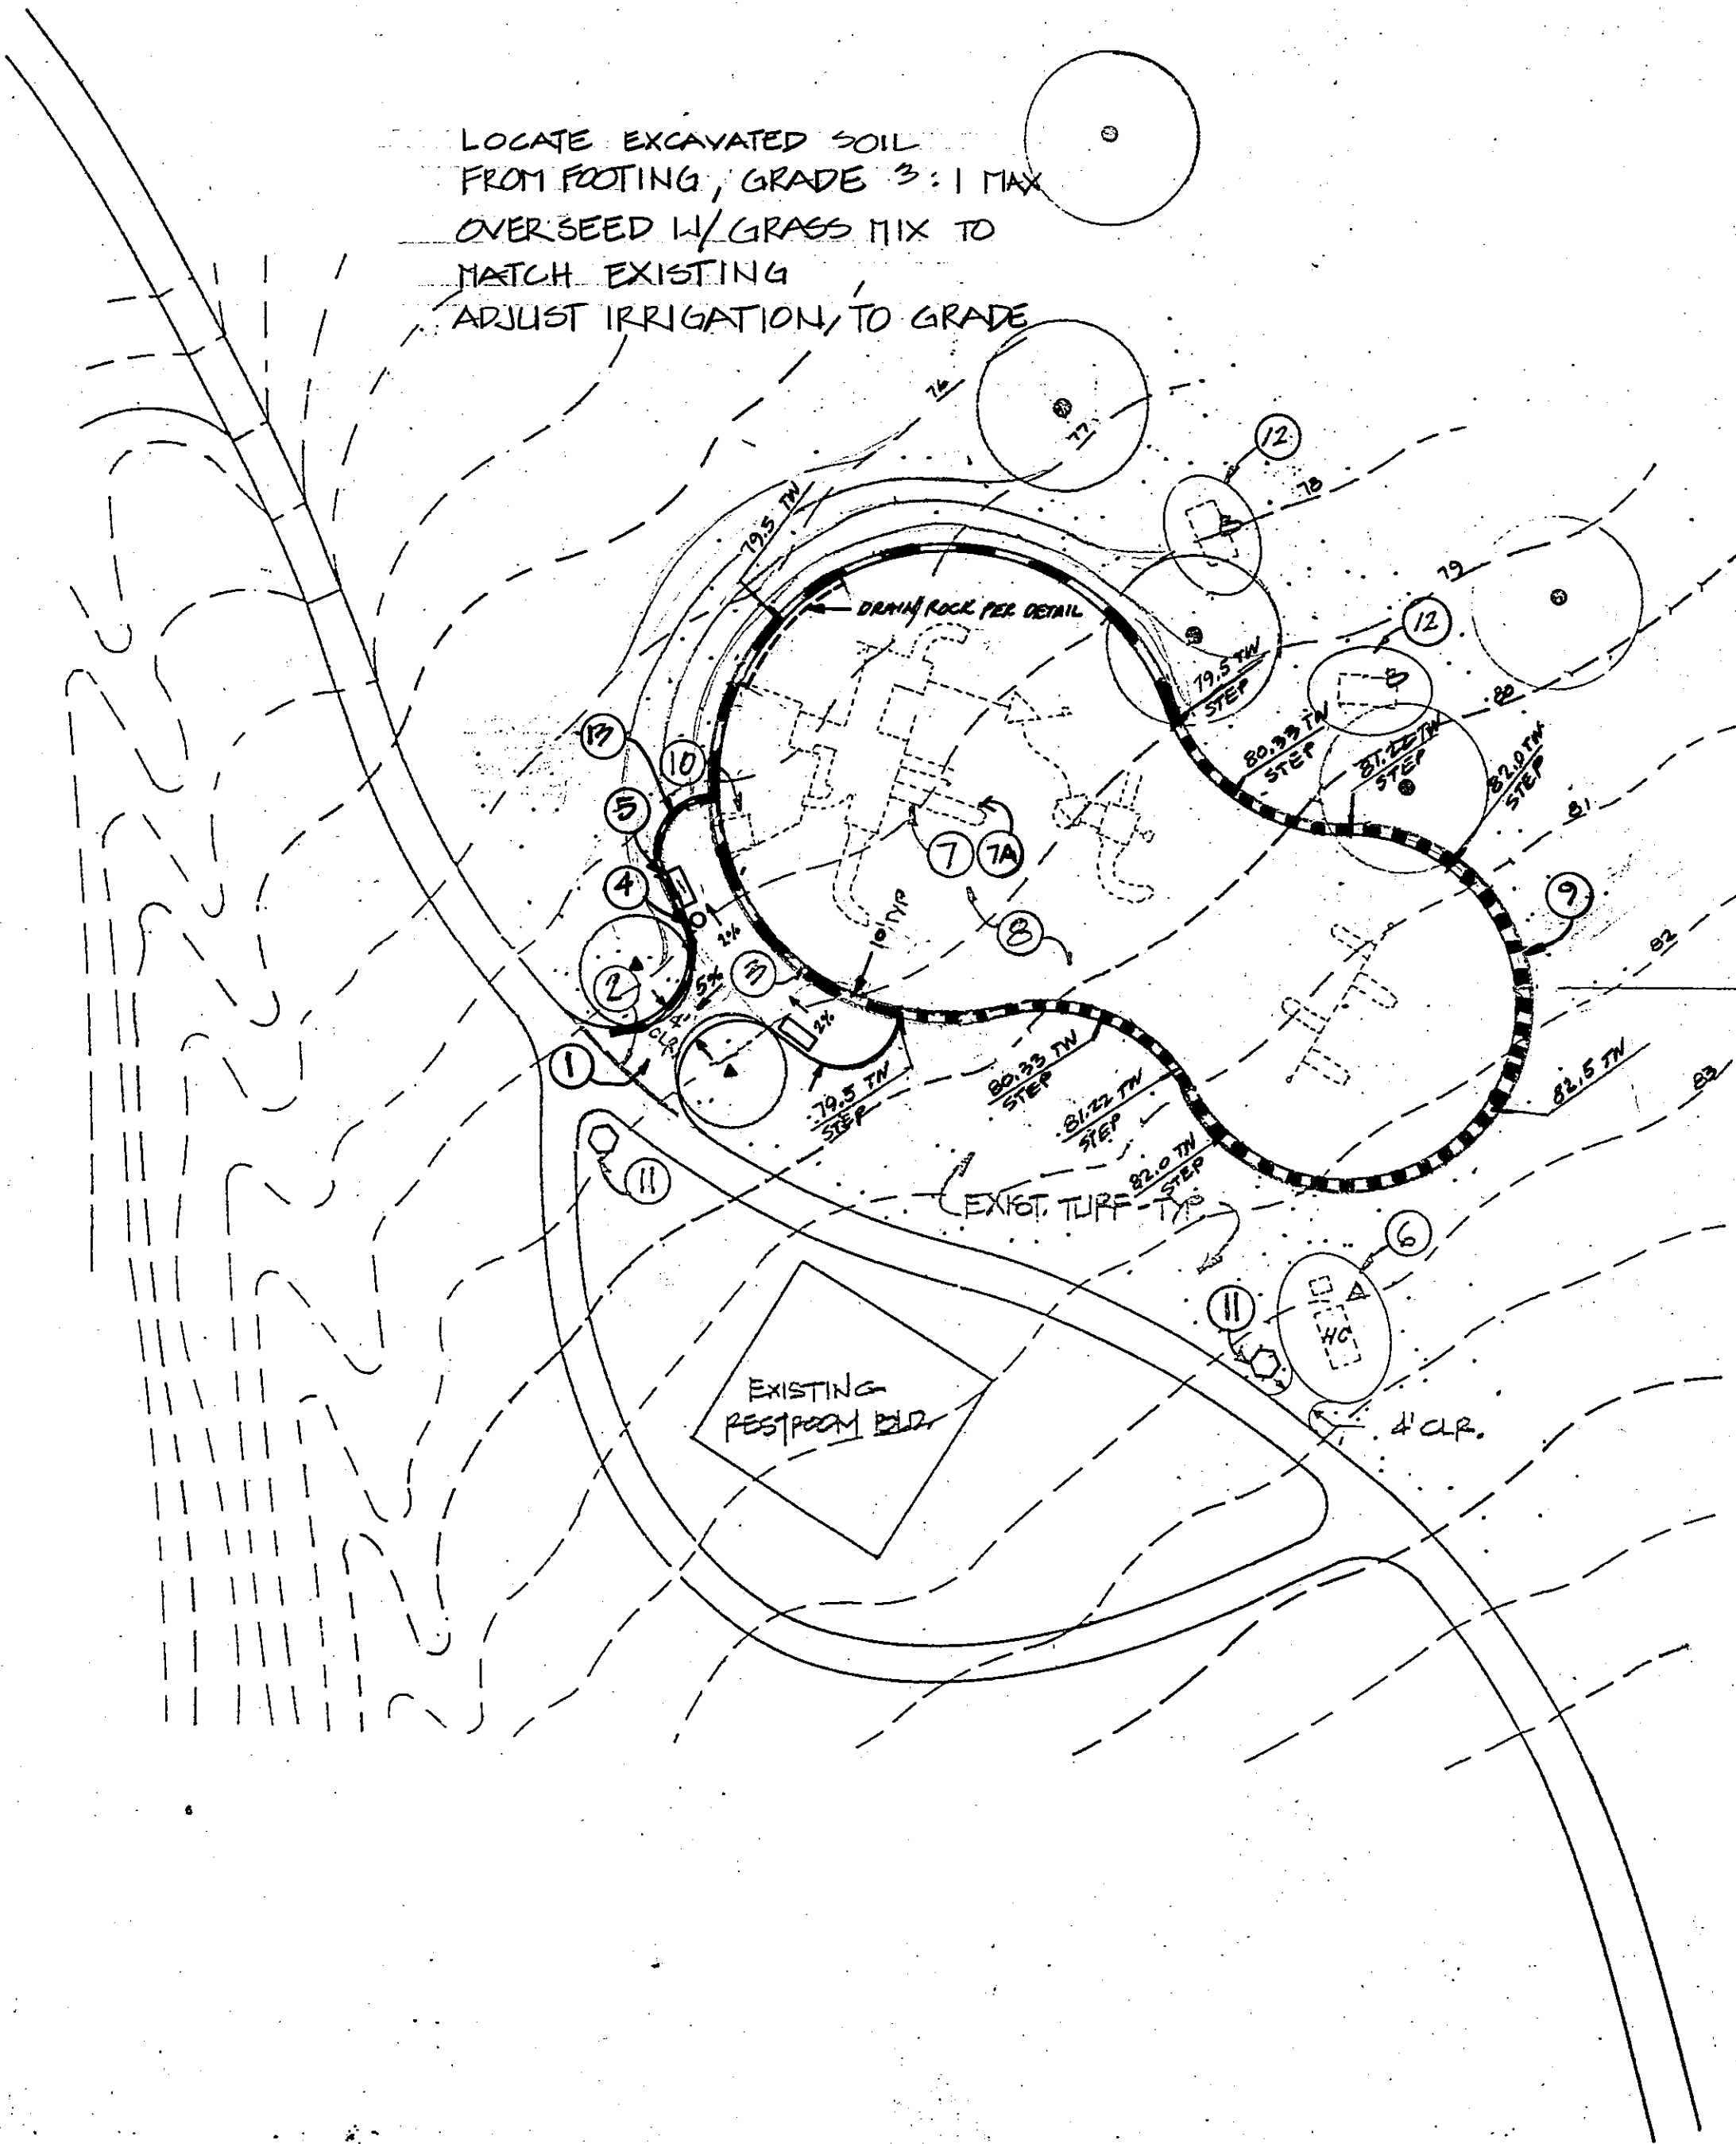 LOCATE EXCAVATED SOIL
FROM FOOTING, GRADE 3:1 MAX
OVERSEED W/ GRASS MIX TO
MATCH EXISTING
ADJUST IRRIGATION, TO GRADE
76
77
12
78
79.5 TW
79
DRAIN ROCK PER DETAIL
12
79.5 TW
STEP
80
13
10
80.33 TW
STEP
81.22 TW
STEP
82.0 TW
STEP
81
5
7
7A
4
9
10 TYP
2%
8
82
3
2
5%
4'
CLR.
2%
1
79.5 TW
STEP
80.33 TW
STEP
81.22 TW
STEP
82.5 TW
83
82.0 TW
STEP
11
EXIST. TURF-TYP.
6
11
HC
EXISTING
RESTROOM BLD.
4' CLR.